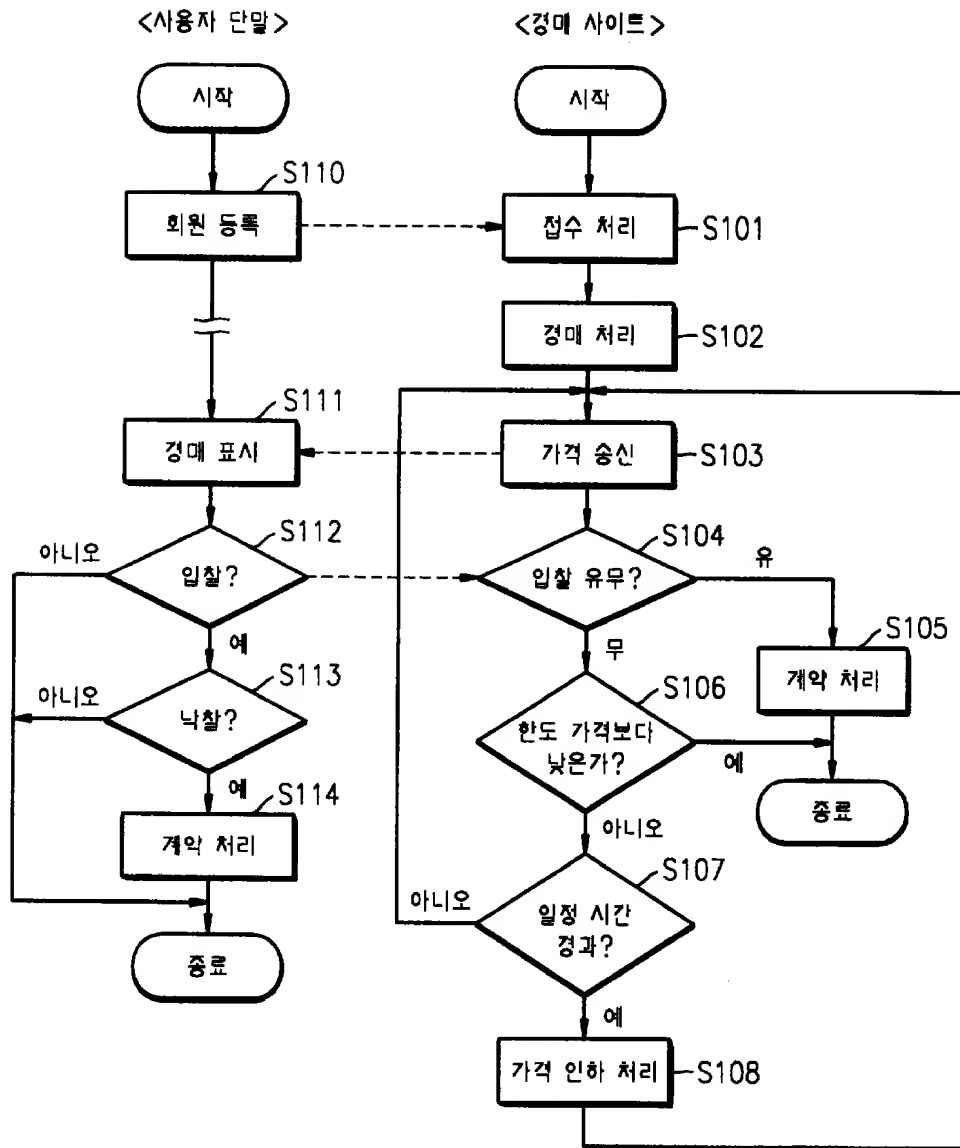 <사용자 단말>
시작
S110
회원 등록
S111
경매 표시
S112
아니오
입찰?
예
S113
아니오
낙찰?
예
S114
계약 처리
종료
<경매 사이트>
시작
접수 처리
S101
경매 처리
S102
가격 송신
S103
S104
입찰 유무?
유
무
S105
계약 처리
S106
한도 가격보다
낮은가?
예
종료
아니오
S107
아니오
일정 시간
경과?
예
가격 인하 처리
S108